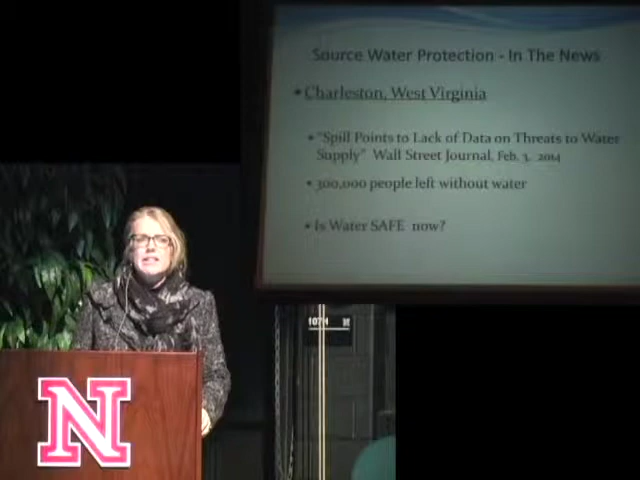 Source Water Protection - In The News
• Charleston, West Virginia
• "Spill Points to Lack of Data on Threats to Water
Supply" Wall Street Journal, Feb. 3, 2014
• 300,000 people left without water
• Is Water SAFE now?
107H
N